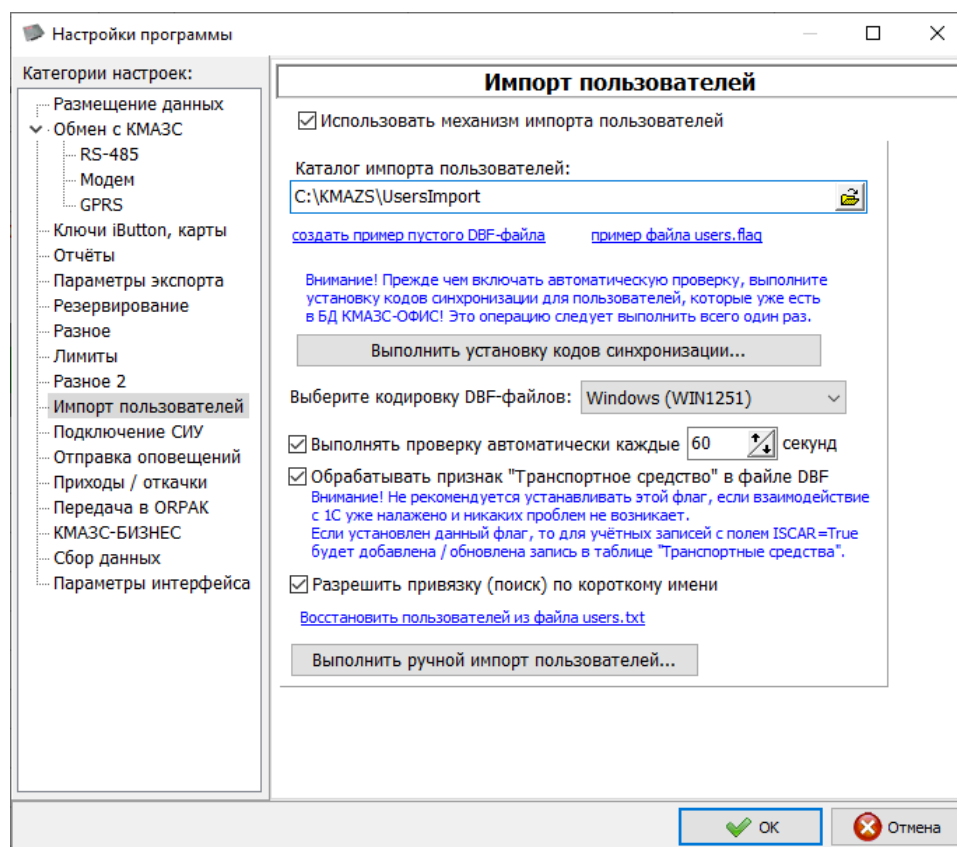 Настройки программы
Категории настроек:
Размещение данных
Обмен с КМАЗС
RS-485
Модем
GPRS
Ключи iButton, карты
Отчёты
Параметры экспорта
Резервирование
Разное
Лимиты
Разное 2
Импорт пользователей
Подключение СИУ
Отправка оповещений
Приходы / откачки
Передача в ORPAK
КМАЗС-БИЗНЕС
Сбор данных
Параметры интерфейса
Импорт пользователей
Использовать механизм импорта пользователей
Каталог импорта пользователей:
C:\KMAZS\UsersImport
создать пример пустого DBF-файла пример файла users.flag
Внимание! Прежде чем включать автоматическую проверку, выполните
установку кодов синхронизации для пользователей, которые уже есть
в БД КМАЗС-ОФИС! Это операцию следует выполнить всего один раз.
Выполнить установку кодов синхронизации...
Выберите кодировку DBF-файлов: Windows (WIN1251)
Выполнять проверку автоматически каждые 60 секунд
Обрабатывать признак "Транспортное средство" в файле DBF
Внимание! Не рекомендуется устанавливать этой флаг, если взаимодействие
с 1С уже налажено и никаких проблем не возникает.
Если установлен данный флаг, то для учётных записей с полем ISCAR=True
будет добавлена / обновлена запись в таблице "Транспортные средства".
Разрешить привязку (поиск) по короткому имени
Восстановить пользователей из файла users.txt
Выполнить ручной импорт пользователей...
ОК
Отмена